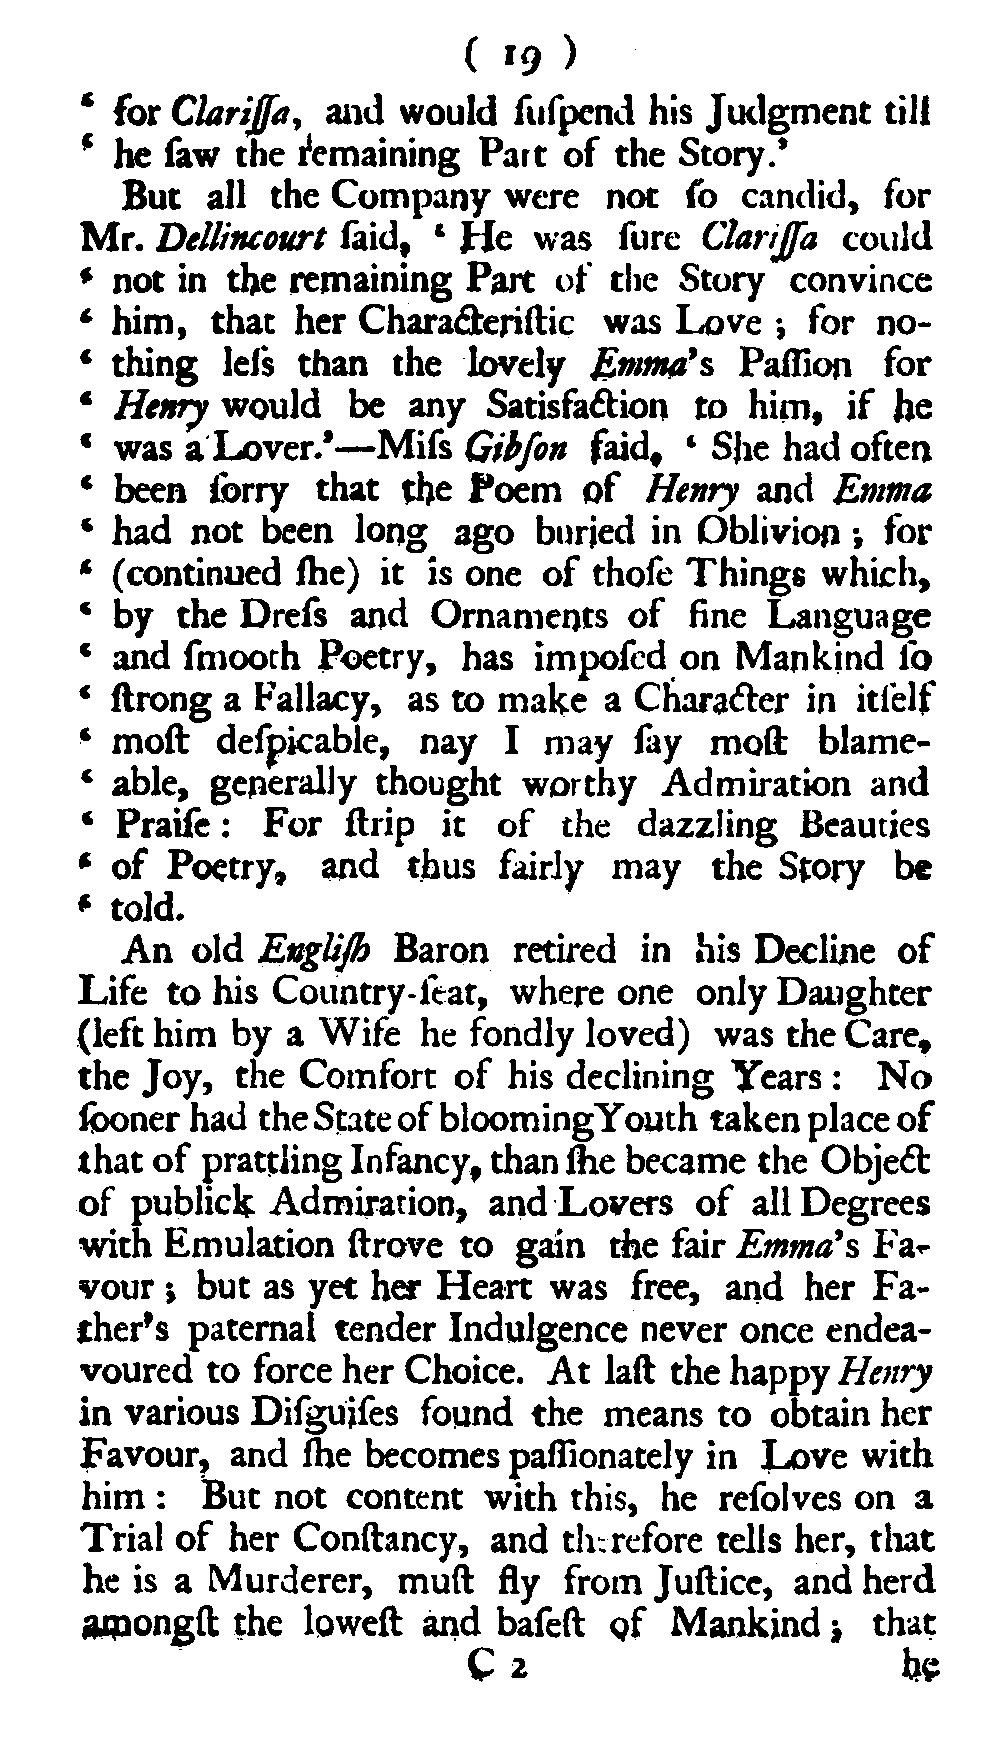 ( 19 )
‘ for Clariſſa, and would ſuſpend his Judgment till
‘ he ſaw the remaining Part of the Story.’
But all the Company were not ſo candid, for
Mr. Dellincourt ſaid, ‘ He was ſure Clariſſa could
‘ not in the remaining Part of the Story convince
‘ him, that her Characteriſtic was Love ; for no-
‘ thing leſs than the lovely Emma's Paſſion for
‘ Henry would be any Satisfaction to him, if he
‘ was a Lover.’—Miſs Gibſon ſaid, ‘ She had often
‘ been ſorry that the Poem of Henry and Emma
‘ had not been long ago buried in Oblivion ; for
‘ (continued ſhe) it is one of thoſe Things which,
‘ by the Dreſs and Ornaments of fine Language
‘ and ſmooth Poetry, has impoſed on Mankind ſo
‘ ſtrong a Fallacy, as to make a Character in itſelf
‘ moſt deſpicable, nay I may ſay moſt blame-
‘ able, generally thought worthy Admiration and
‘ Praiſe : For ſtrip it of the dazzling Beauties
‘ of Poetry, and thus fairly may the Story be
‘ told.
An old Engliſh Baron retired in his Decline of
Life to his Country-ſeat, where one only Daughter
(left him by a Wife he fondly loved) was the Care,
the Joy, the Comfort of his declining Years : No
ſooner had the State of blooming Youth taken place of
that of prattling Infancy, than ſhe became the Object
of publick Admiration, and Lovers of all Degrees
with Emulation ſtrove to gain the fair Emma's Fa-
vour ; but as yet her Heart was free, and her Fa-
ther's paternal tender Indulgence never once endea-
voured to force her Choice. At laſt the happy Henry
in various Diſguiſes found the means to obtain her
Favour, and ſhe becomes paſſionately in Love with
him : But not content with this, he reſolves on a
Trial of her Conſtancy, and therefore tells her, that
he is a Murderer, muſt fly from Juſtice, and herd
amongſt the loweſt and baſeſt of Mankind ; that
C 2 he